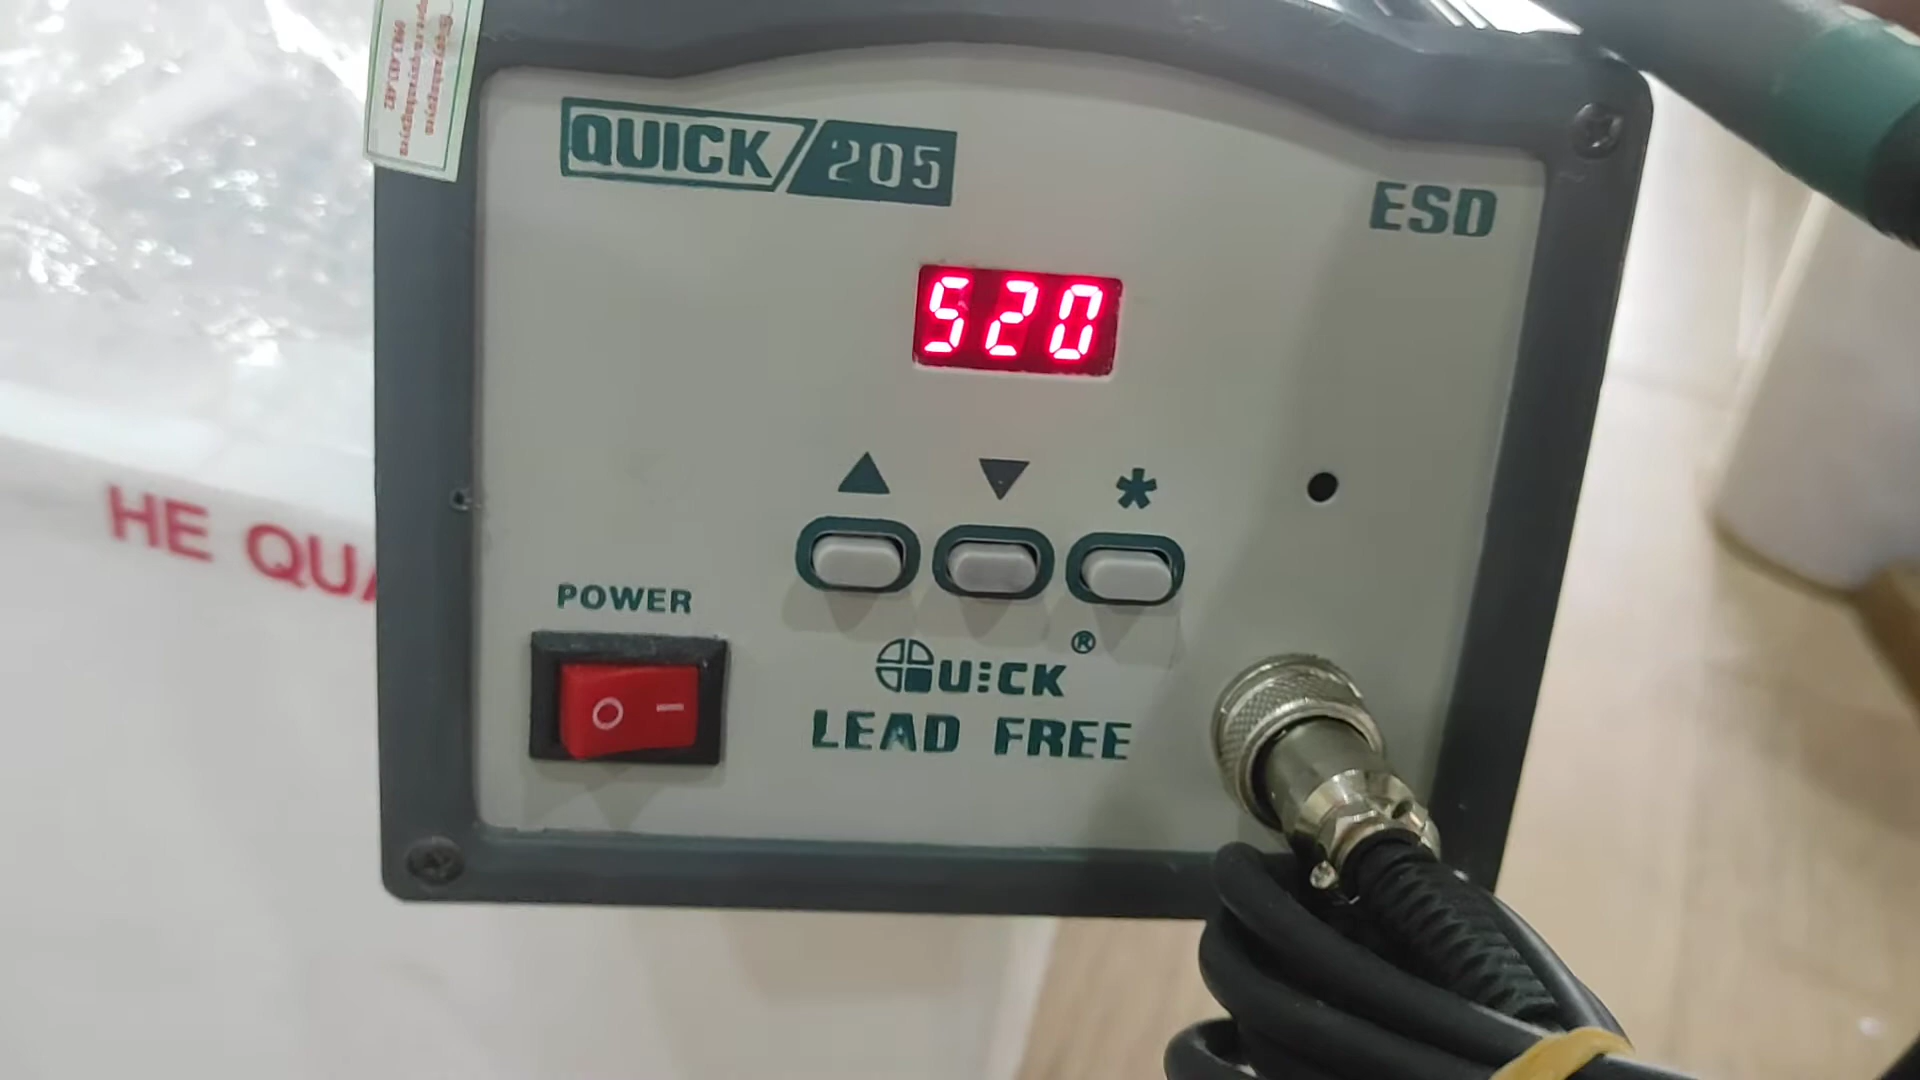 QUICK/205
ESD
520
*
HE QUA
POWER
O I
QUICK®
LEAD FREE